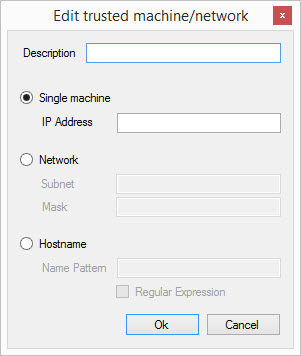 Edit trusted machine/network
x
Description
Single machine
IP Address
Network
Subnet
Mask
Hostname
Name Pattern
Regular Expression
Ok Cancel